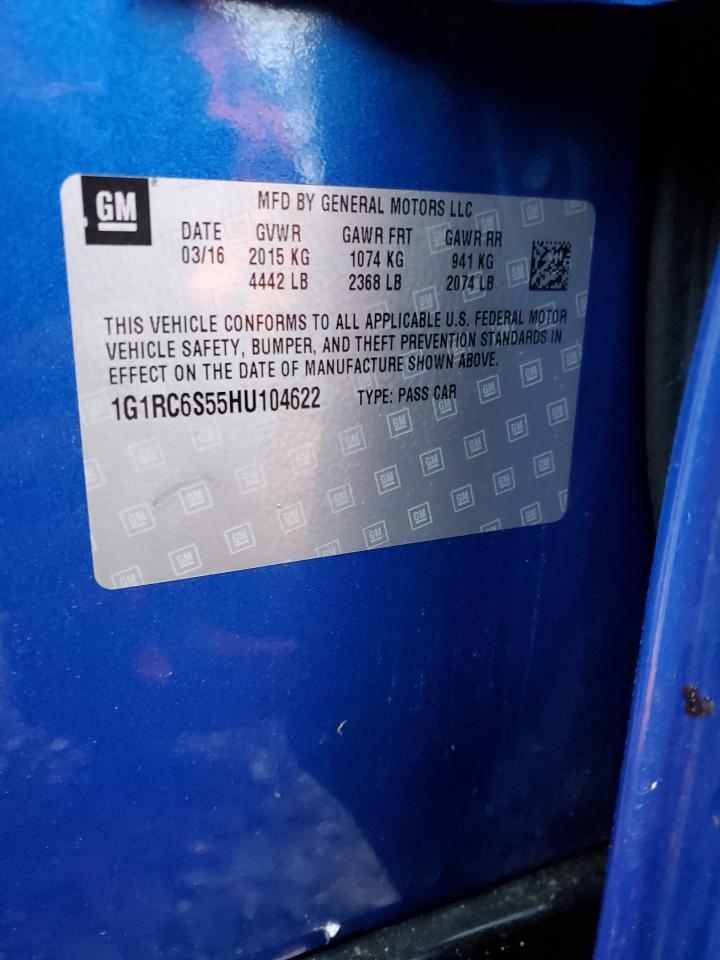 GM
MFD BY GENERAL MOTORS LLC
DATE GVWR GAWR FRT GAWR RR
03/16 2015 KG 1074 KG 941 KG
4442 LB 2368 LB 2074 LB
THIS VEHICLE CONFORMS TO ALL APPLICABLE U.S. FEDERAL MOTOR
VEHICLE SAFETY, BUMPER, AND THEFT PREVENTION STANDARDS IN
EFFECT ON THE DATE OF MANUFACTURE SHOWN ABOVE.
1G1RC6S55HU104622 TYPE: PASS CAR